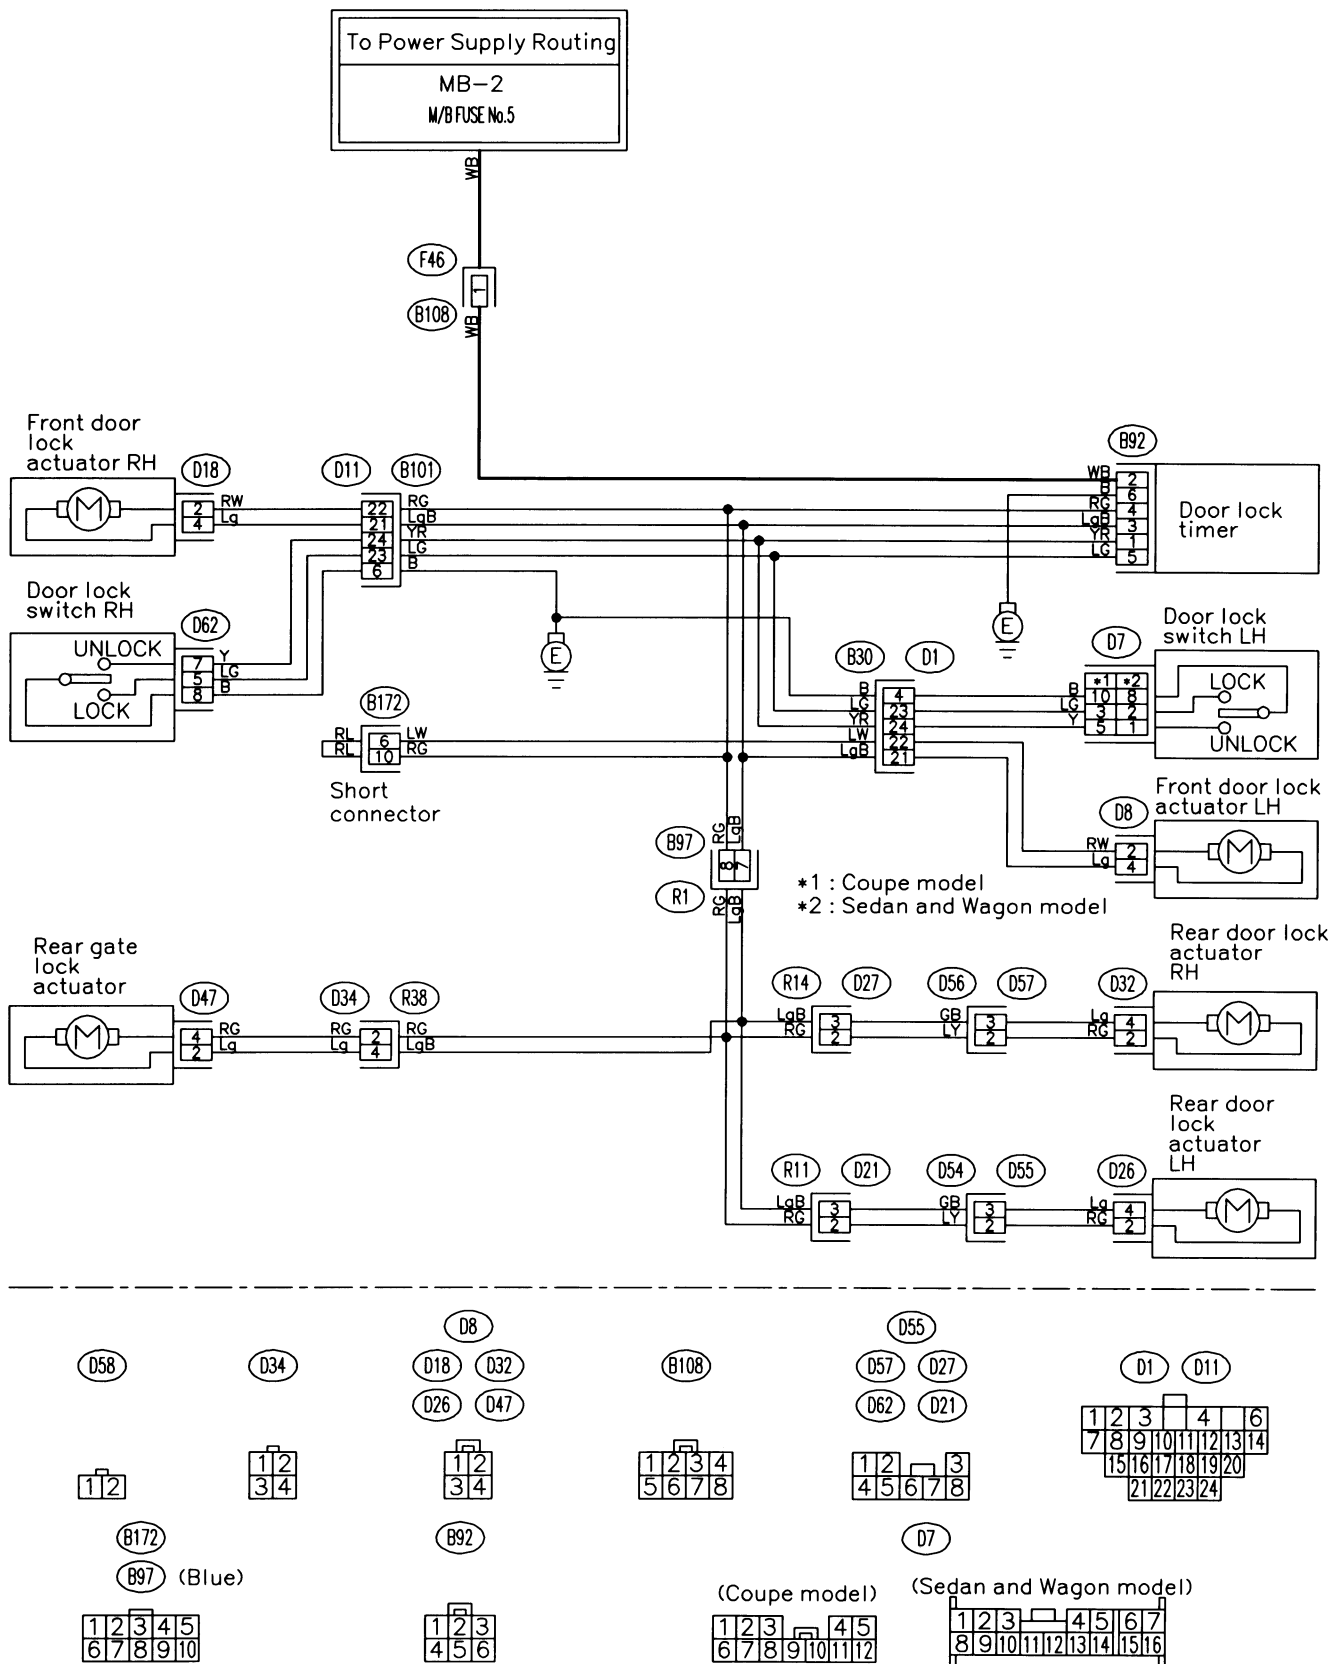 To Power Supply Routing
MB-2
M/B FUSE No.5
WB
F46
1
B108
WB
Front door
lock
actuator RH
M
D18
2 RW
4 Lg
D11 B101
22 RG
21 LgB
24 YR
23 LG
6 B
B92
WB 2
B 6
RG 4
LgB 3
YR 1
LG 5
Door lock
timer
Door lock
switch RH
UNLOCK
LOCK
D62
7 Y
5 LG
8 B
E
E
B172
RL 6 LW
RL 10 RG
Short
connector
B30 D1
B 4
LG 23
YR 24
LW 22
LgB 21
D7
*1 *2
B 10 8
LG 3 2
Y 5 1
Door lock
switch LH
LOCK
UNLOCK
Front door lock
actuator LH
D8
RW 2
Lg 4
M
RG LgB
B97
8 7
R1
RG LgB
*1 : Coupe model
*2 : Sedan and Wagon model
Rear gate
lock
actuator
M
D47
4 RG
2 Lg
D34 R38
RG 2 RG
Lg 4 LgB
R14 D27
LgB 3
RG 2
D56 D57
GB 3
LY 2
D32
Lg 4
RG 2
Rear door lock
actuator
RH
M
R11 D21
LgB 3
RG 2
D54 D55
GB 3
LY 2
D26
Lg 4
RG 2
Rear door
lock
actuator
LH
M
D58
1 2
D34
1 2
3 4
D8
D18 D32
D26 D47
1 2
3 4
B108
1 2 3 4
5 6 7 8
D55
D57 D27
D62 D21
1 2 3
4 5 6 7 8
D1 D11
1 2 3 4 6
7 8 9 10 11 12 13 14
15 16 17 18 19 20
21 22 23 24
B172
B97 (Blue)
1 2 3 4 5
6 7 8 9 10
B92
1 2 3
4 5 6
D7
(Coupe model)
1 2 3 4 5
6 7 8 9 10 11 12
(Sedan and Wagon model)
1 2 3 4 5 6 7
8 9 10 11 12 13 14 15 16